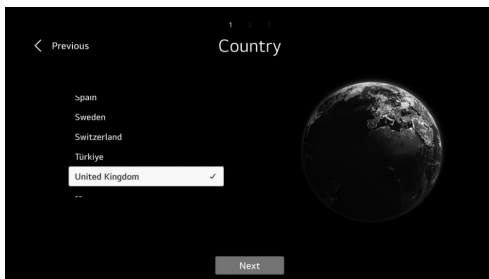 1 2 3
Previous
Country
Spain
Sweden
Switzerland
Türkiye
United Kingdom
--
Next